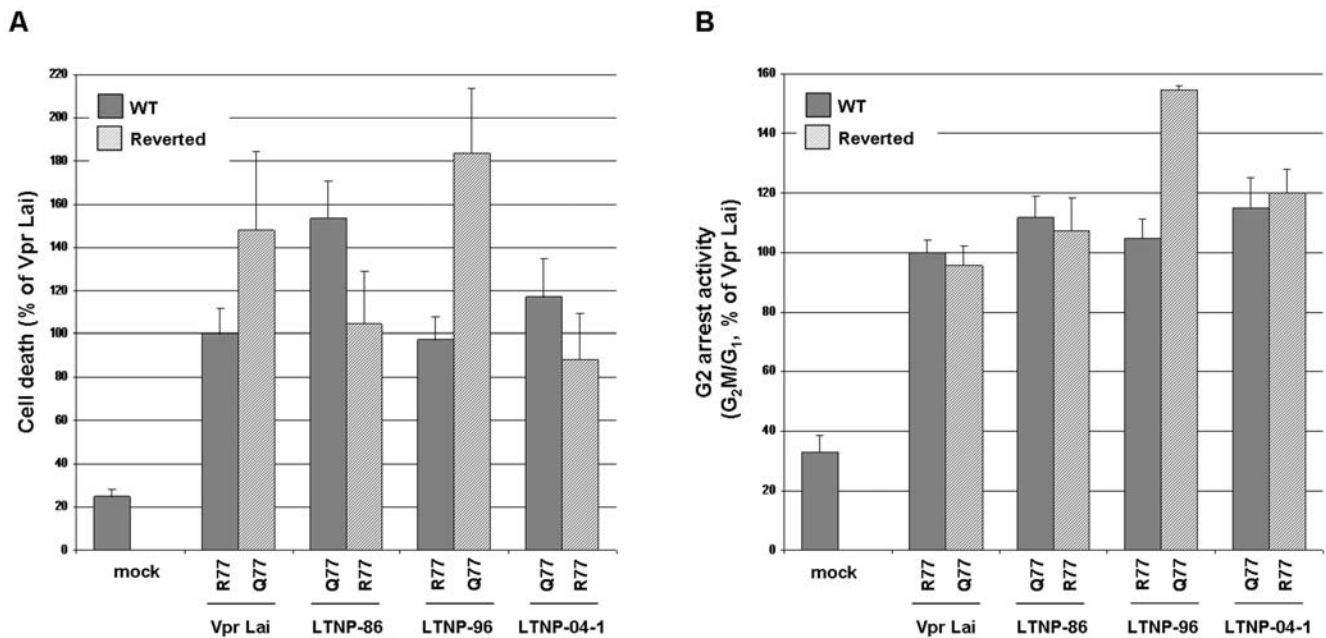 A
Cell death (% of Vpr Lai)
220
200
180
160
140
120
100
80
60
40
20
0
WT
Reverted
mock
R77
Q77
Q77
R77
R77
Q77
Q77
R77
Vpr Lai
LTNP-86
LTNP-96
LTNP-04-1
B
G2 arrest activity
(G₂M/G₁, % of Vpr Lai)
160
140
120
100
80
60
40
20
0
WT
Reverted
mock
R77
Q77
Q77
R77
R77
Q77
Q77
R77
Vpr Lai
LTNP-86
LTNP-96
LTNP-04-1